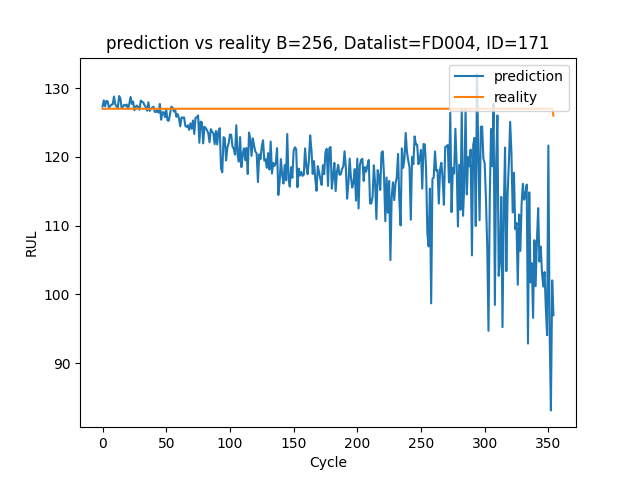 prediction vs reality B=256, Datalist=FD004, ID=171
prediction
reality
130
120
110
100
90
RUL
0 50 100 150 200 250 300 350
Cycle